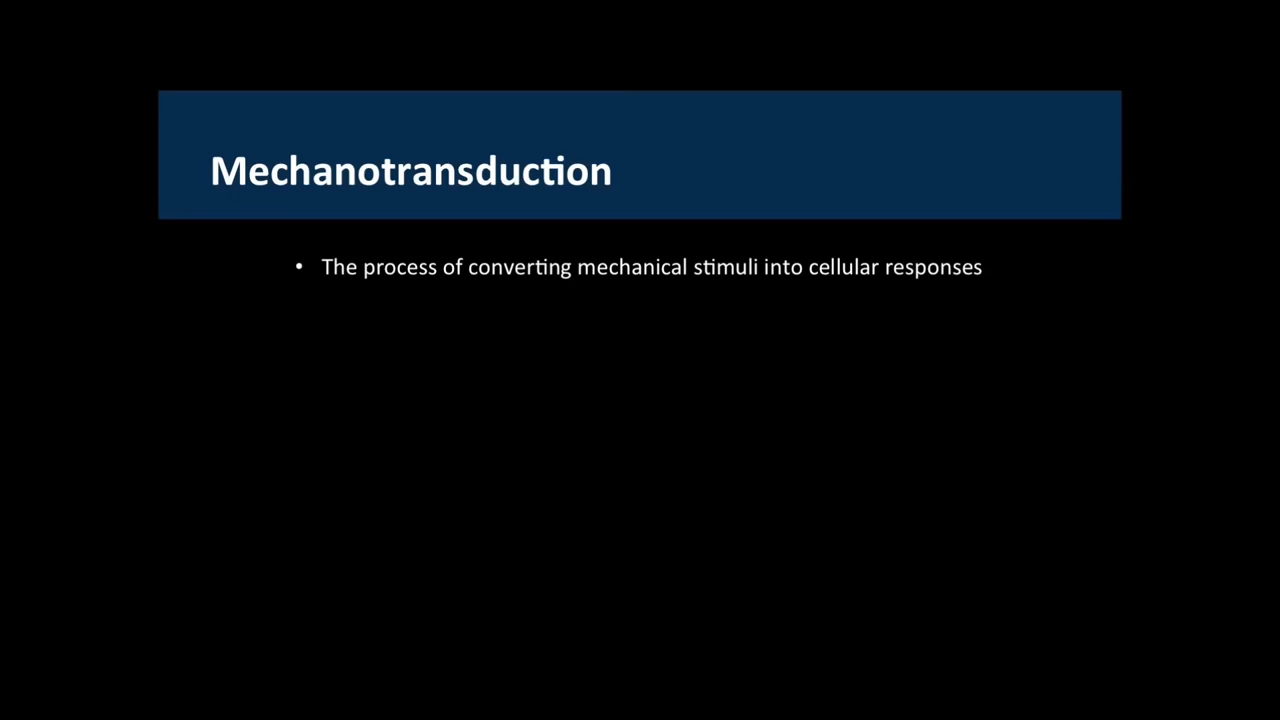 Mechanotransduction
• The process of converting mechanical stimuli into cellular responses